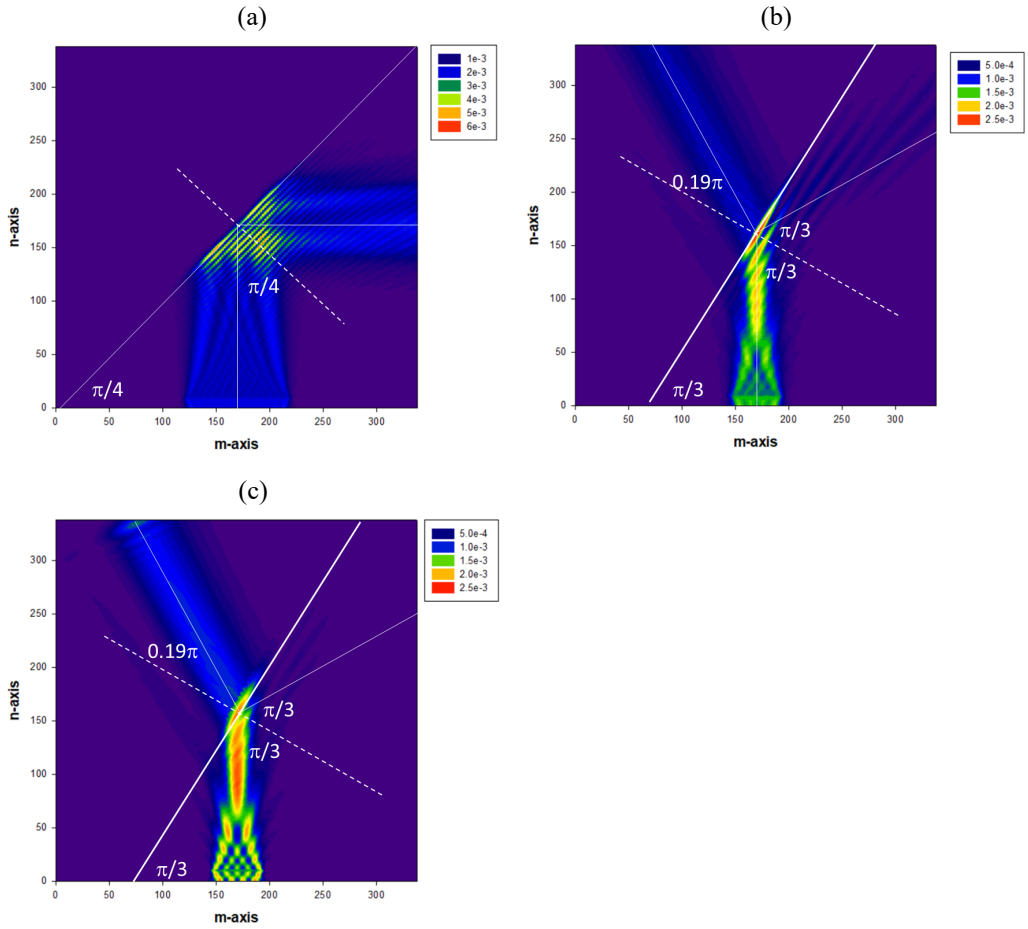 (a)
n-axis
300
250
200
150
100
50
0
0 50 100 150 200 250 300
m-axis
π/4
π/4
1e-3
2e-3
3e-3
4e-3
5e-3
6e-3
(b)
n-axis
300
250
200
150
100
50
0
0 50 100 150 200 250 300
m-axis
0.19π
π/3
π/3
π/3
5.0e-4
1.0e-3
1.5e-3
2.0e-3
2.5e-3
(c)
n-axis
300
250
200
150
100
50
0
0 50 100 150 200 250 300
m-axis
0.19π
π/3
π/3
π/3
5.0e-4
1.0e-3
1.5e-3
2.0e-3
2.5e-3